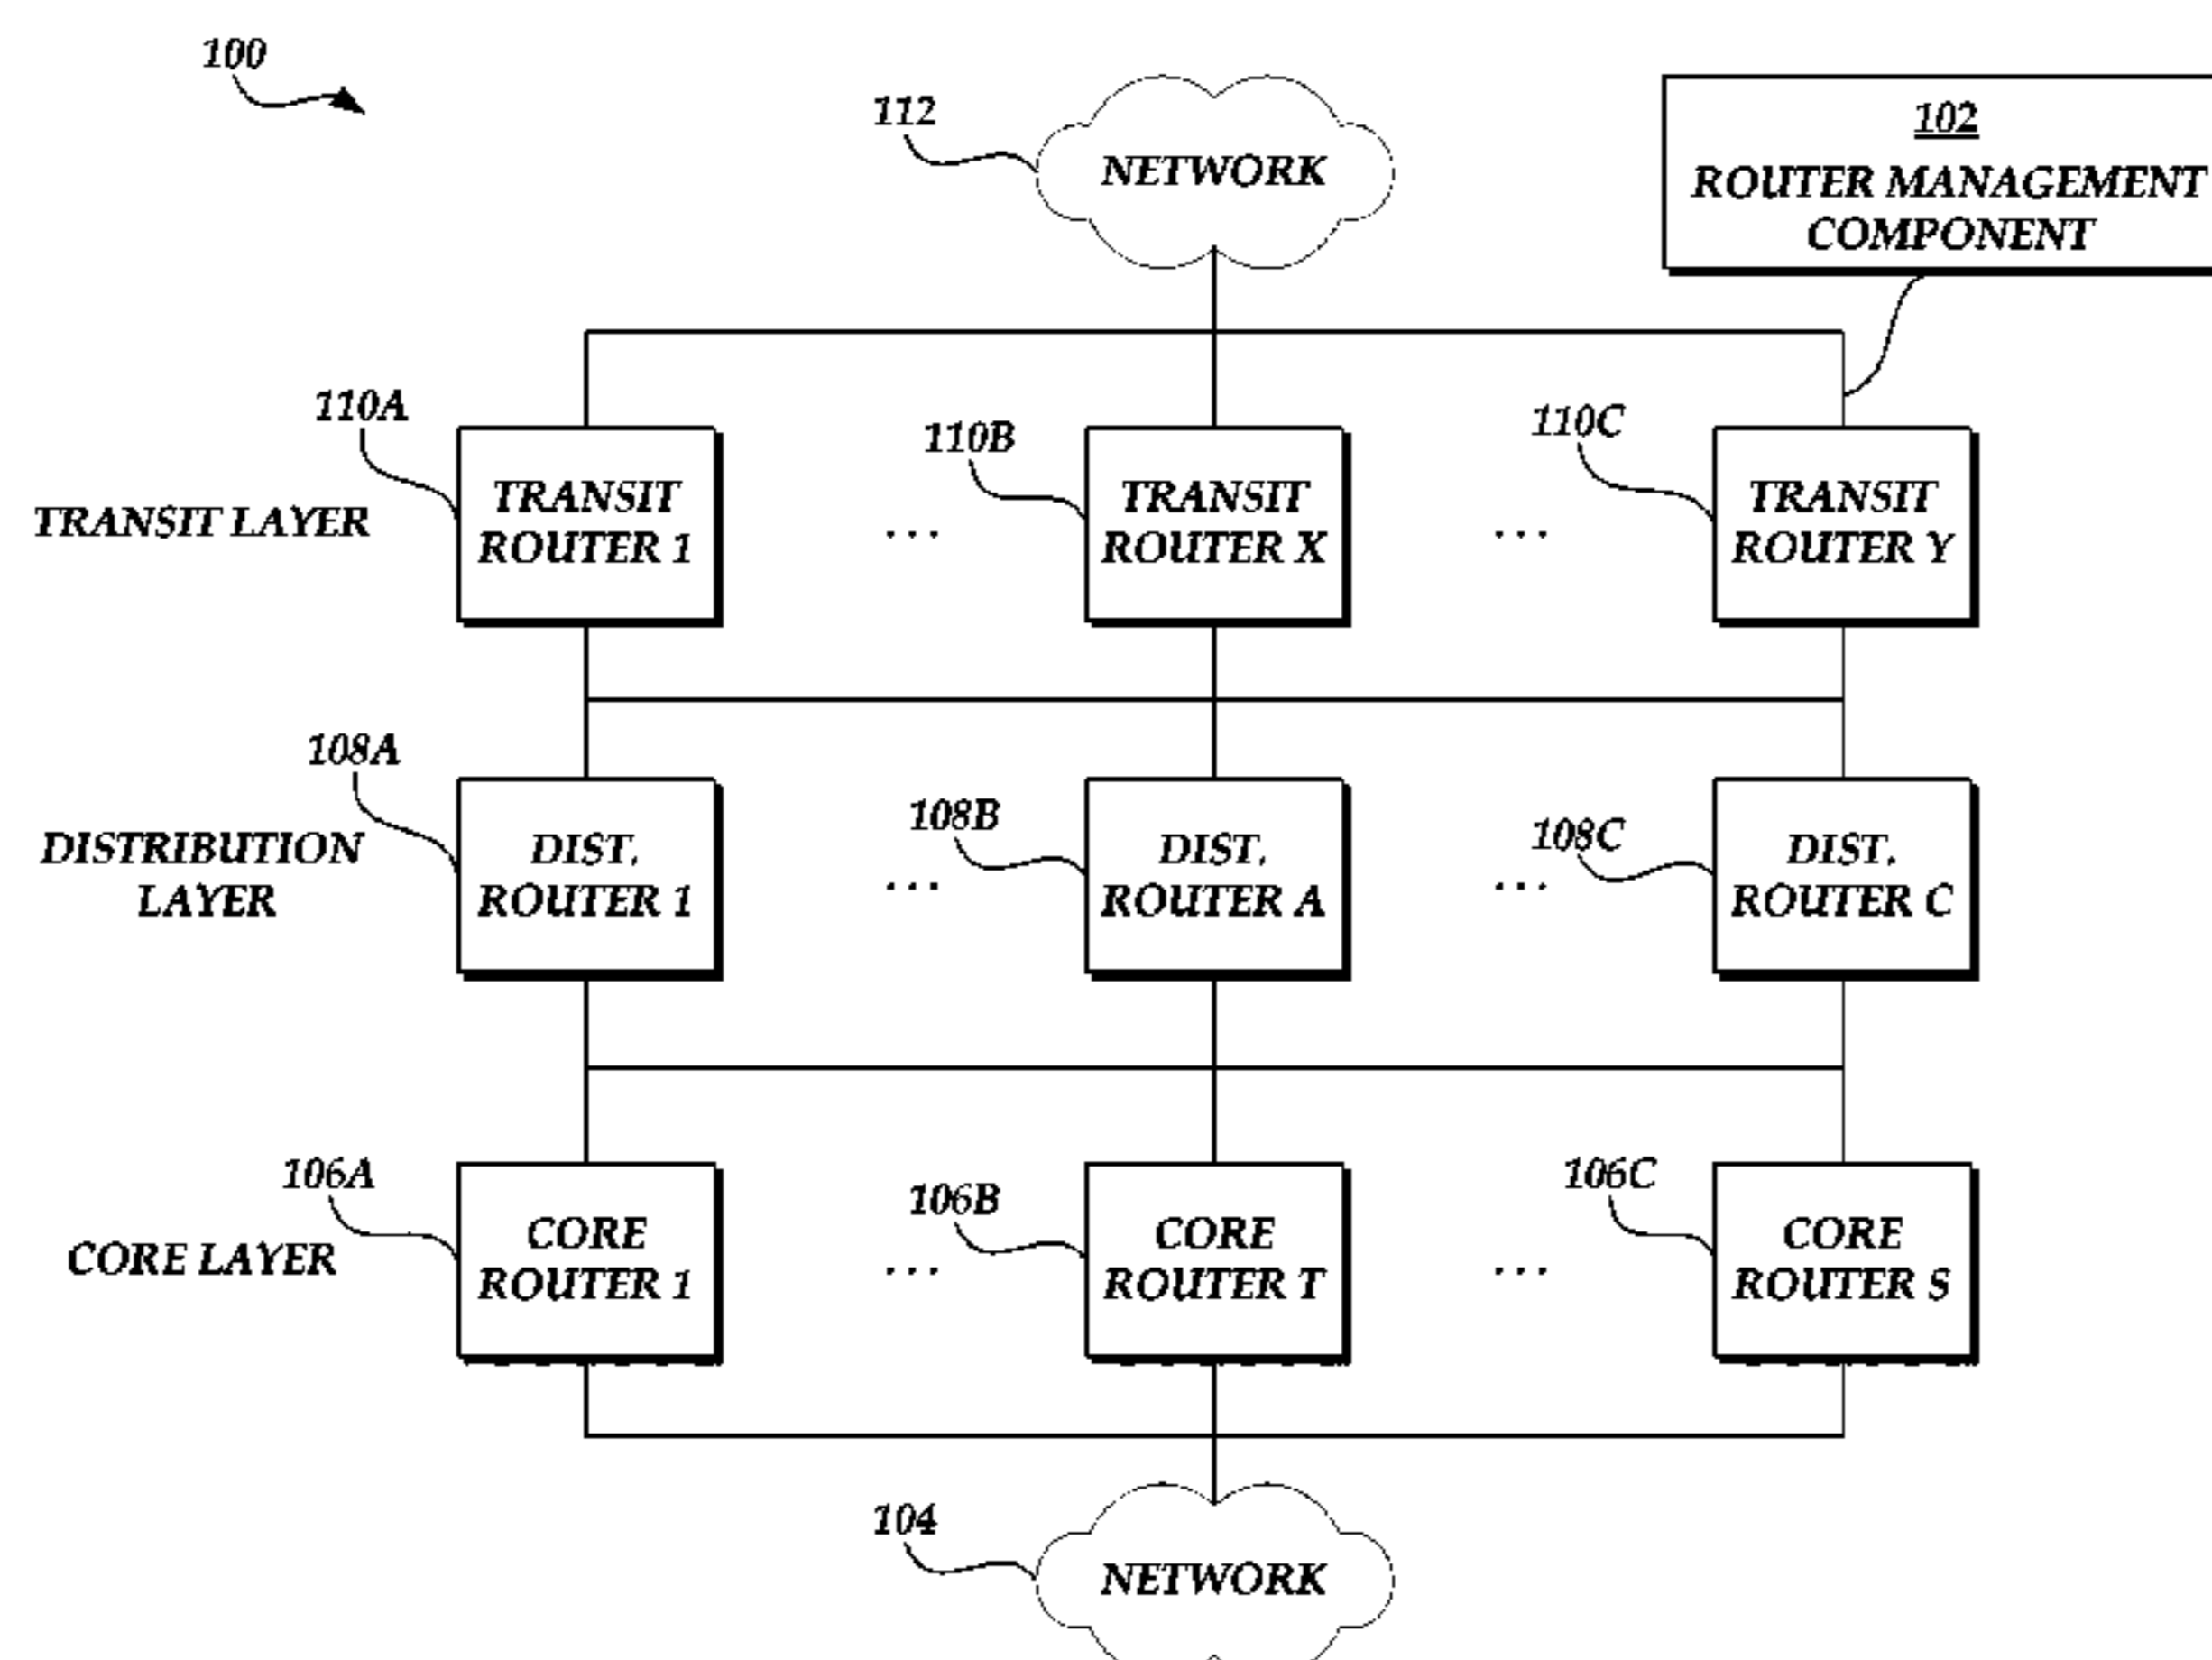 100
112
NETWORK
102
ROUTER MANAGEMENT
COMPONENT
110A
110B
110C
TRANSIT LAYER
TRANSIT
ROUTER 1
...
TRANSIT
ROUTER X
...
TRANSIT
ROUTER Y
108A
108B
108C
DISTRIBUTION
LAYER
DIST.
ROUTER 1
...
DIST.
ROUTER A
...
DIST.
ROUTER C
106A
106B
106C
CORE LAYER
CORE
ROUTER 1
...
CORE
ROUTER T
...
CORE
ROUTER S
104
NETWORK